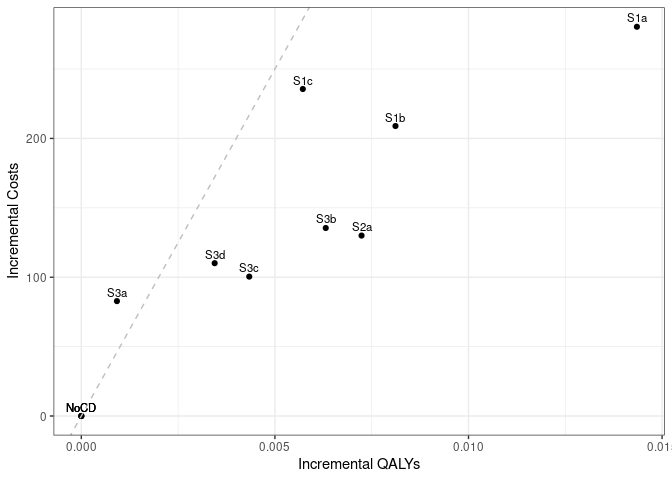 S1a
S1c
S1b
200
S3b
S2a
S3d
S3c
100
S3a
NoCD
0
0.000
0.005
0.010
Incremental QALYs
Incremental Costs